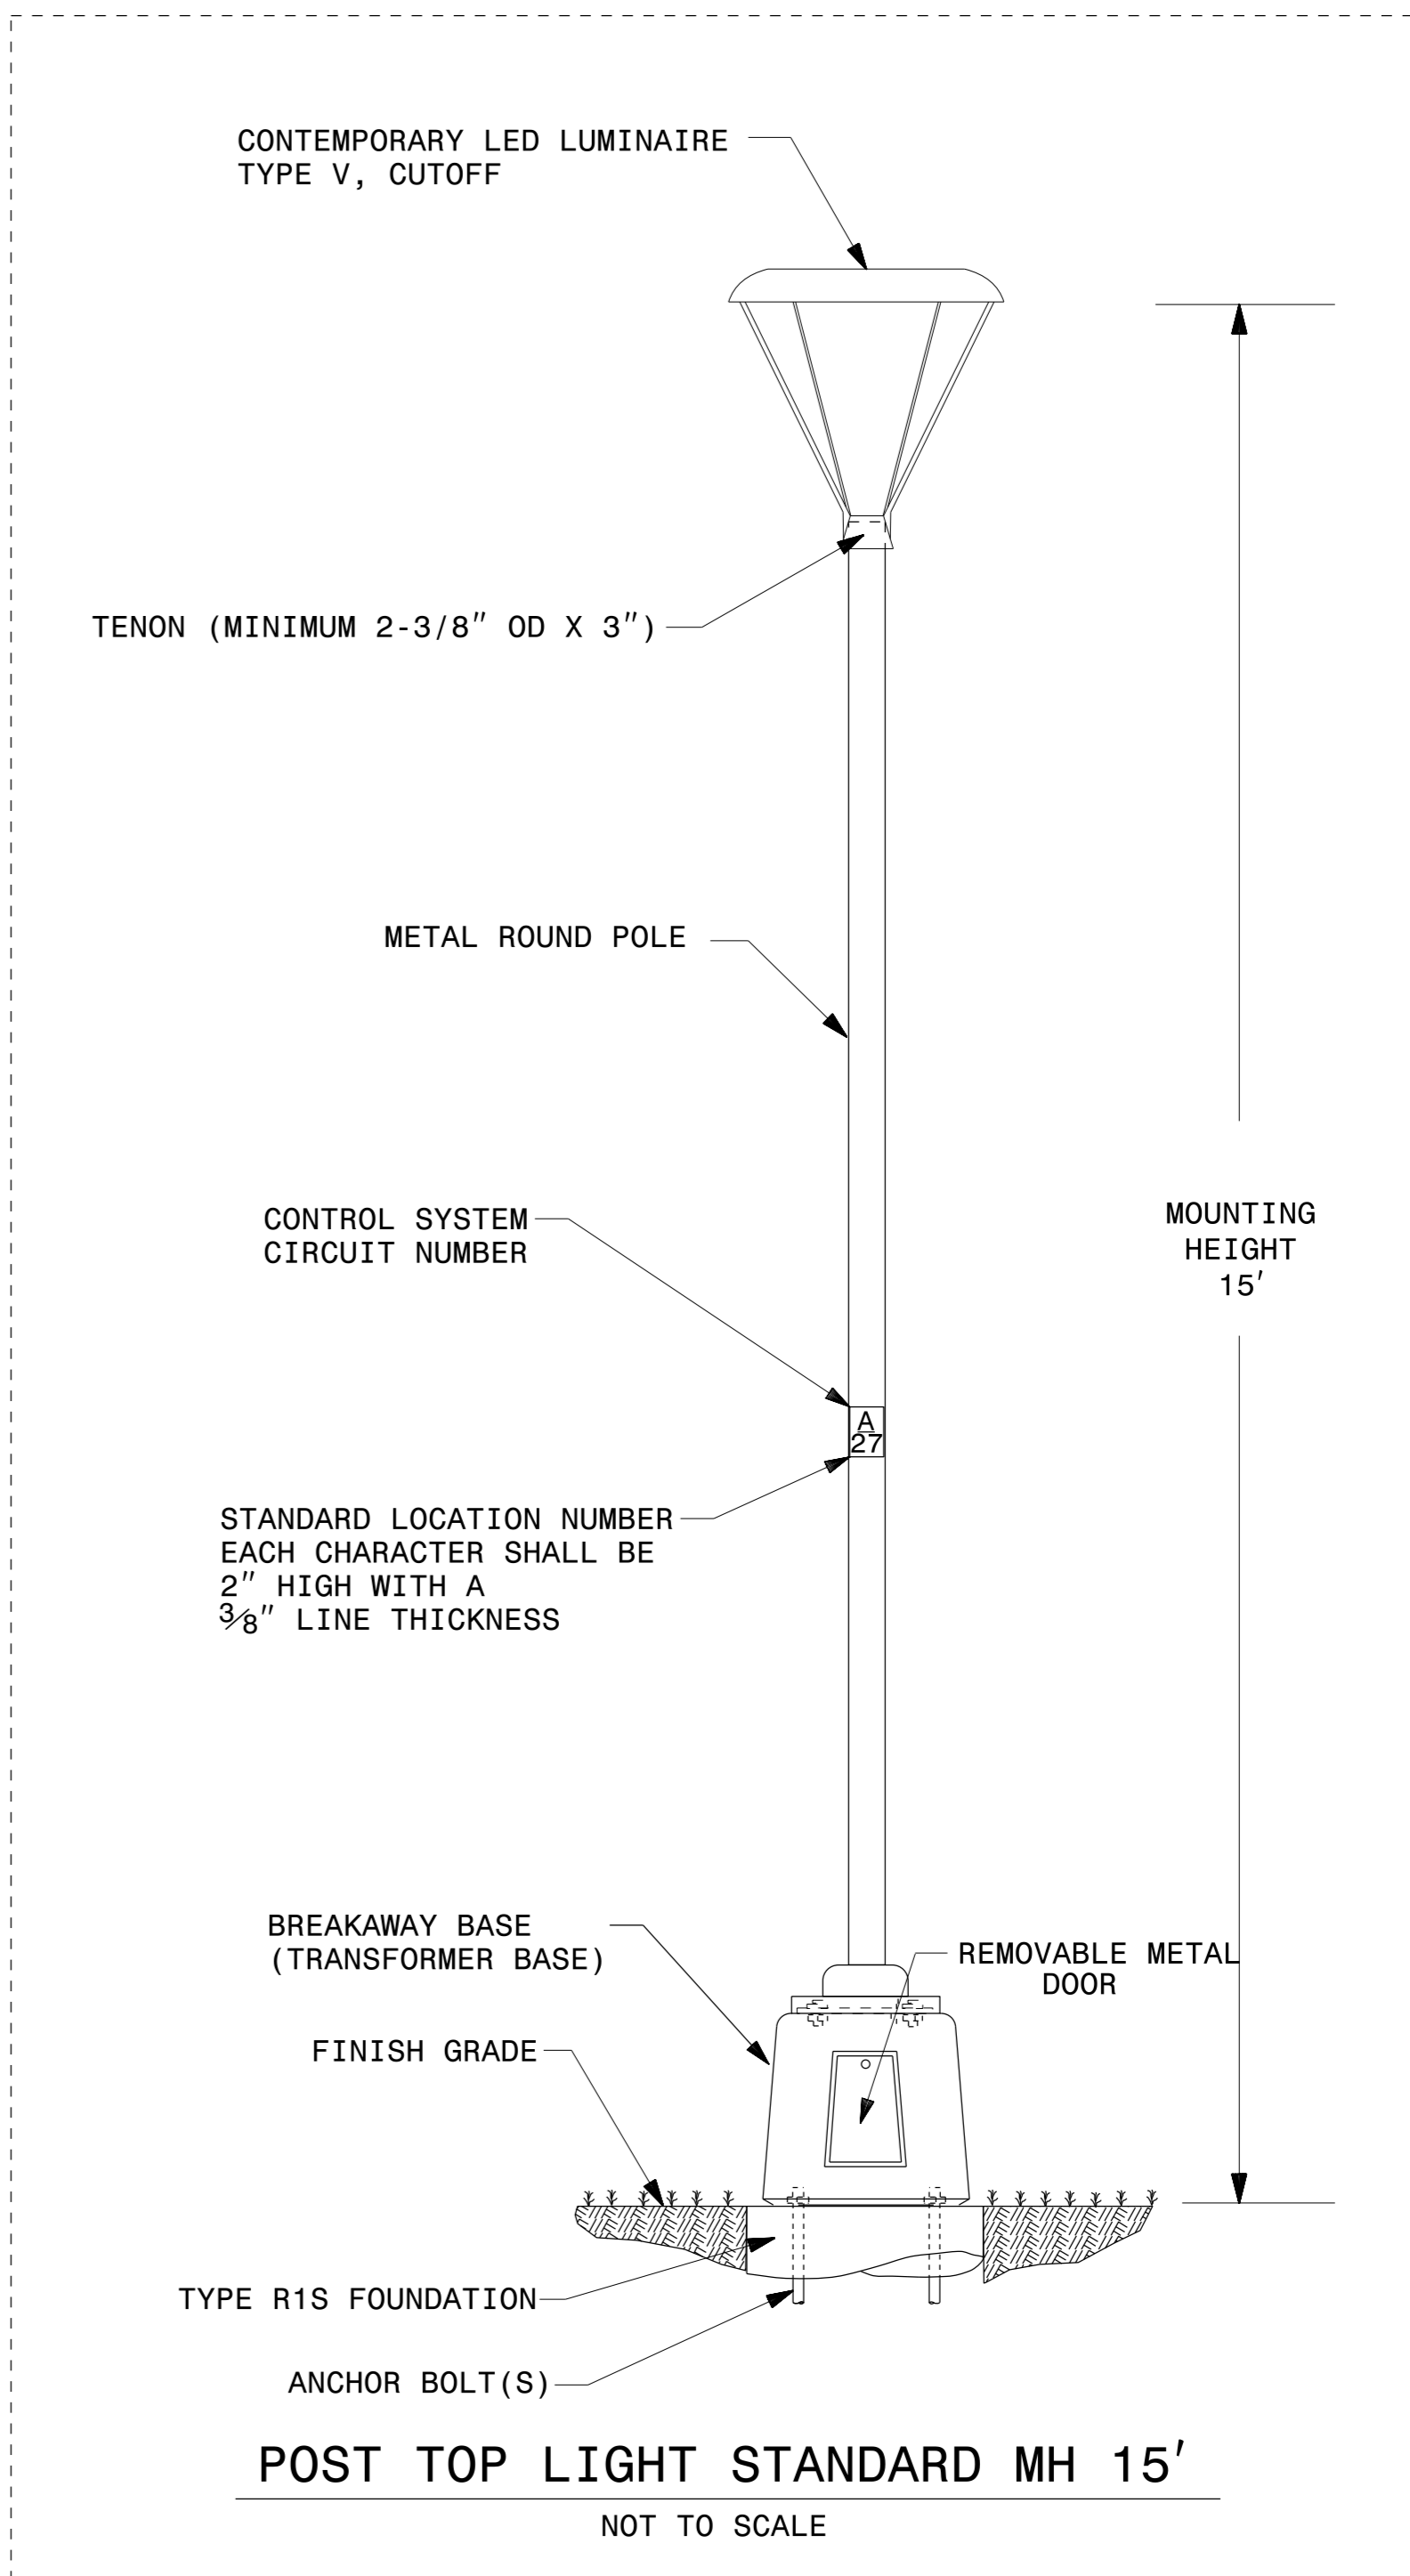 CONTEMPORARY LED LUMINAIRE
TYPE V, CUTOFF
TENON (MINIMUM 2-3/8" OD X 3")
METAL ROUND POLE
CONTROL SYSTEM
CIRCUIT NUMBER
MOUNTING
HEIGHT
15'
A
27
STANDARD LOCATION NUMBER
EACH CHARACTER SHALL BE
2" HIGH WITH A
3/8" LINE THICKNESS
BREAKAWAY BASE
(TRANSFORMER BASE)
REMOVABLE METAL
DOOR
FINISH GRADE
TYPE R1S FOUNDATION
ANCHOR BOLT(S)
POST TOP LIGHT STANDARD MH 15'
NOT TO SCALE